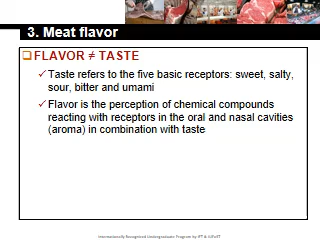 3. Meat flavor
FLAVOR ≠ TASTE
Taste refers to the five basic receptors: sweet, salty,
sour, bitter and umami
Flavor is the perception of chemical compounds
reacting with receptors in the oral and nasal cavities
(aroma) in combination with taste
Internationally Recognized Undergraduate Program by IFT &